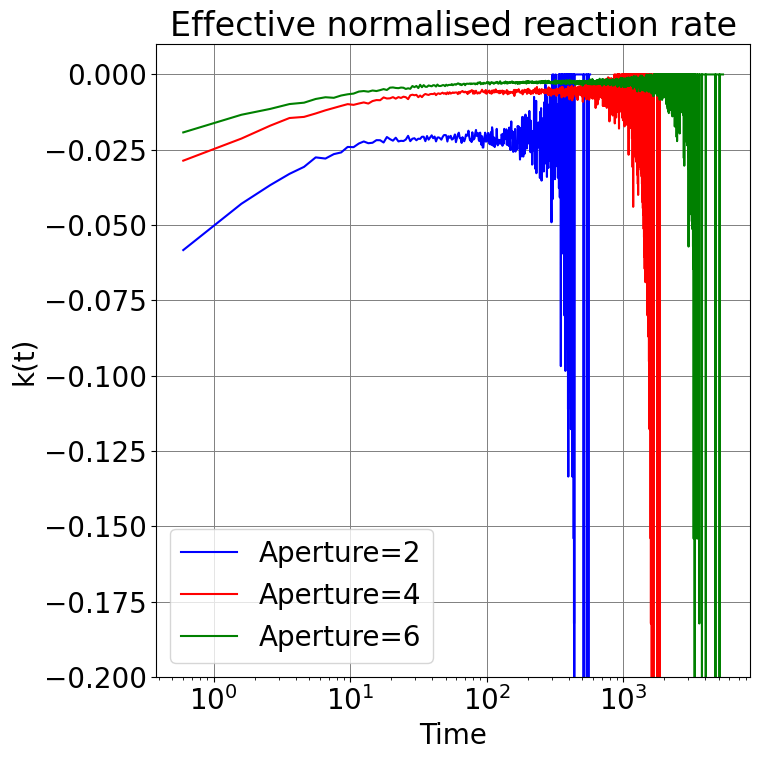 Effective normalised reaction rate
0.000
−0.025
−0.050
−0.075
−0.100
−0.125
−0.150
−0.175
−0.200
k(t)
Aperture=2
Aperture=4
Aperture=6
10⁰ 10¹ 10² 10³
Time